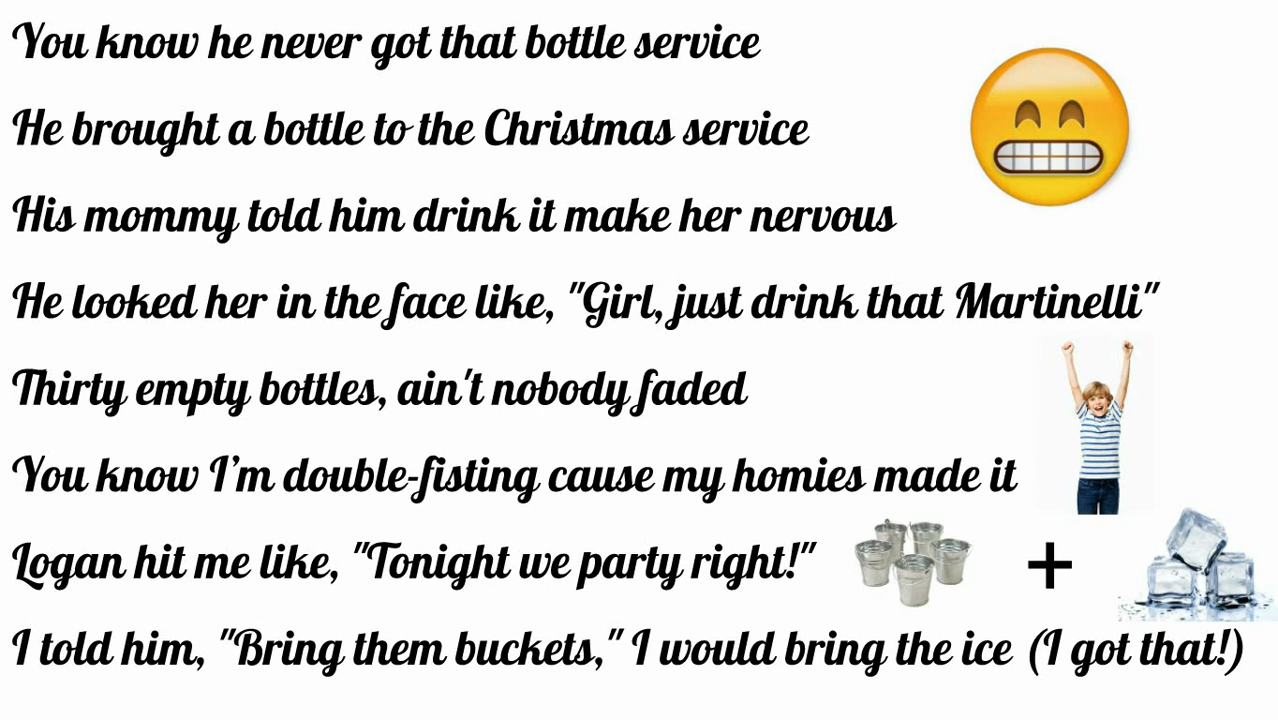 You know he never got that bottle service
He brought a bottle to the Christmas service
His mommy told him drink it make her nervous
He looked her in the face like, "Girl, just drink that Martinelli"
Thirty empty bottles, ain't nobody faded
You know I’m double-fisting cause my homies made it
Logan hit me like, "Tonight we party right!" +
I told him, "Bring them buckets," I would bring the ice (I got that!)